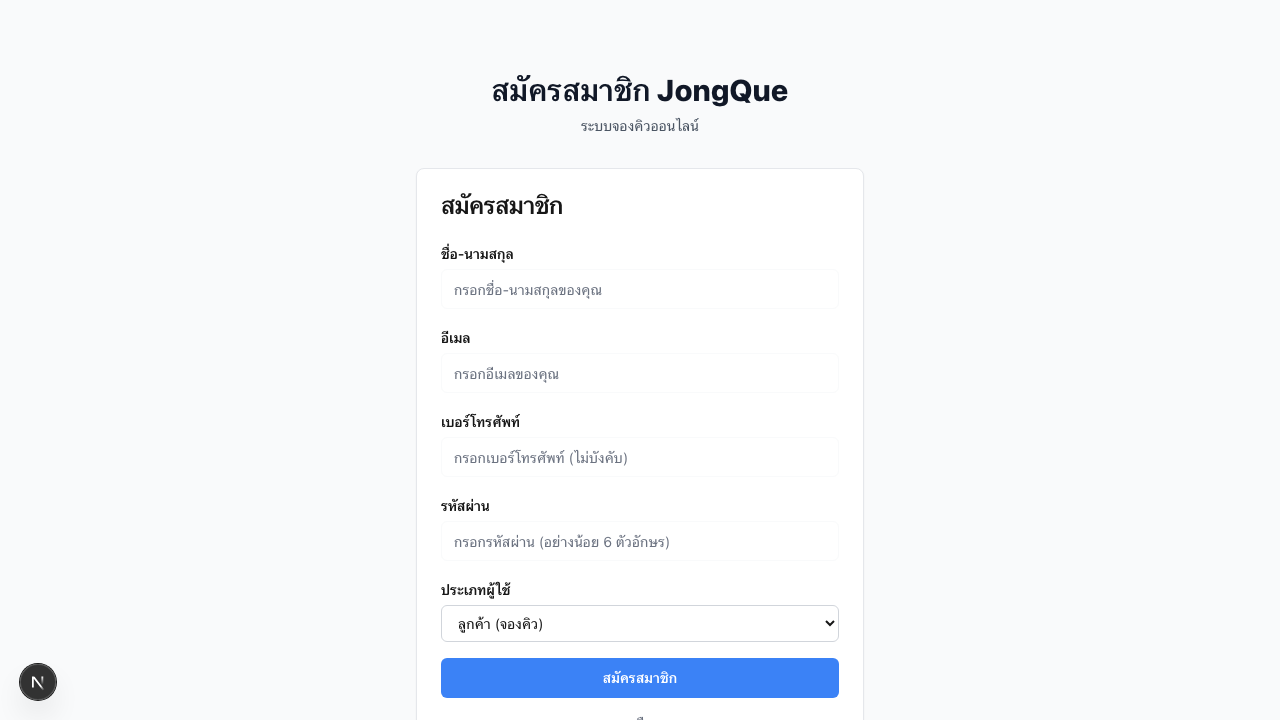 สมัครสมาชิก JongQue
ระบบจองคิวออนไลน์
สมัครสมาชิก
ชื่อ-นามสกุล
กรอกชื่อ-นามสกุลของคุณ
อีเมล
กรอกอีเมลของคุณ
เบอร์โทรศัพท์
กรอกเบอร์โทรศัพท์ (ไม่บังคับ)
รหัสผ่าน
กรอกรหัสผ่าน (อย่างน้อย 6 ตัวอักษร)
ประเภทผู้ใช้
ลูกค้า (จองคิว)
สมัครสมาชิก
N